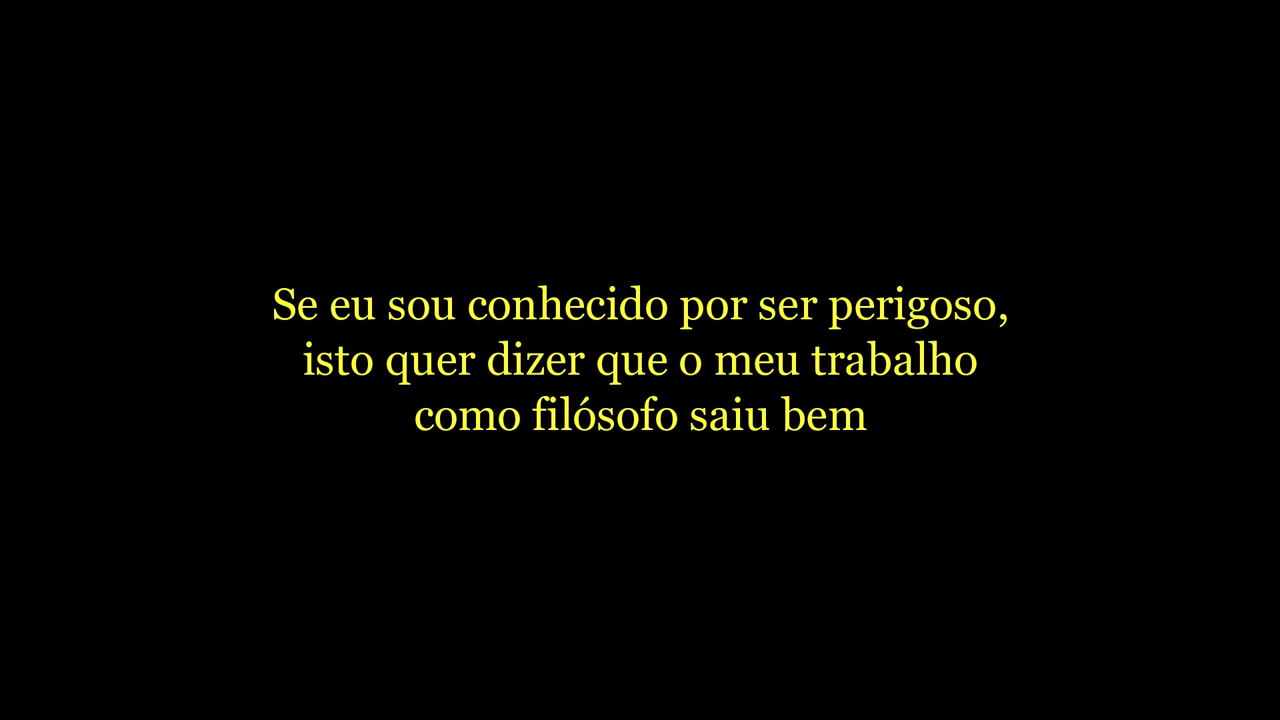 Se eu sou conhecido por ser perigoso,
isto quer dizer que o meu trabalho
como filósofo saiu bem